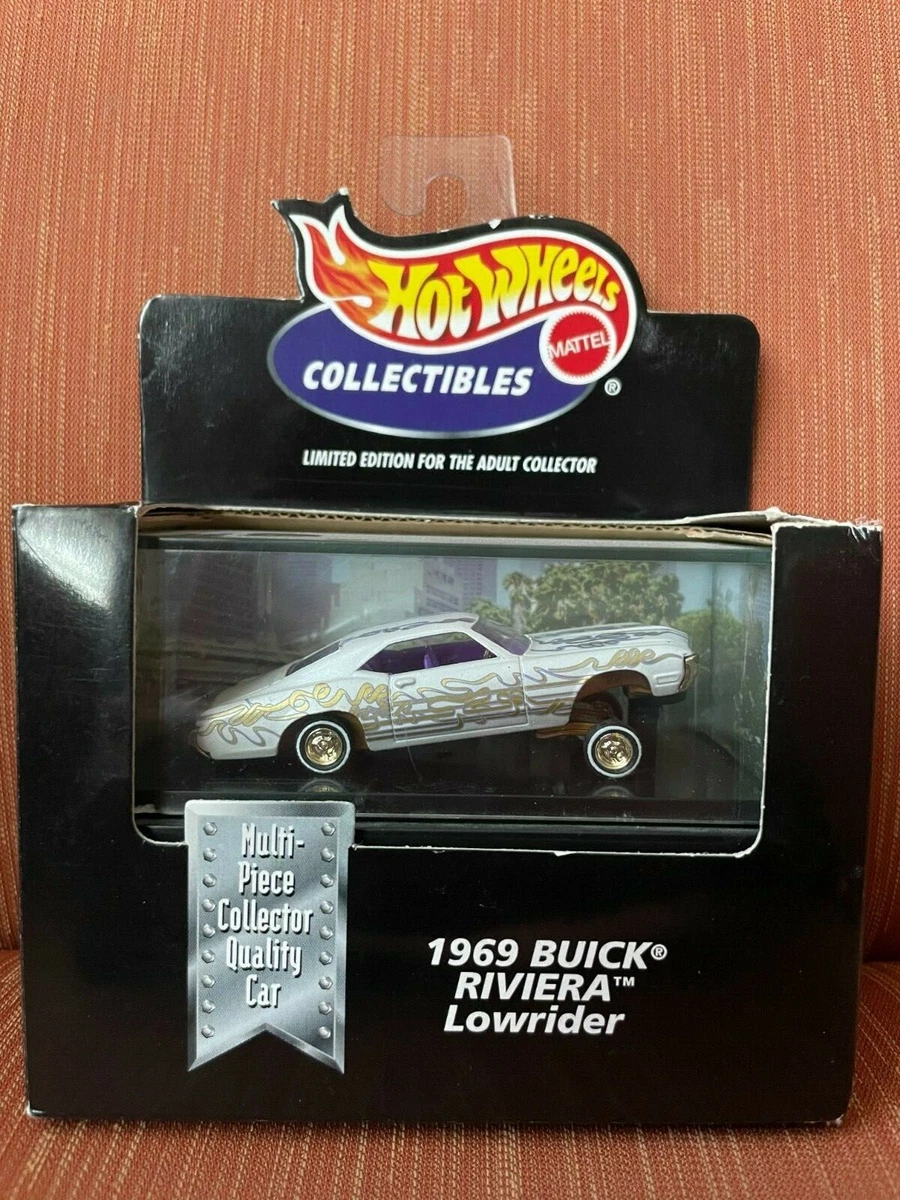 HOT WHEELS
MATTEL
COLLECTIBLES
®
LIMITED EDITION FOR THE ADULT COLLECTOR
Multi-
Piece
Collector
Quality
Car
1969 BUICK®
RIVIERA™
Lowrider